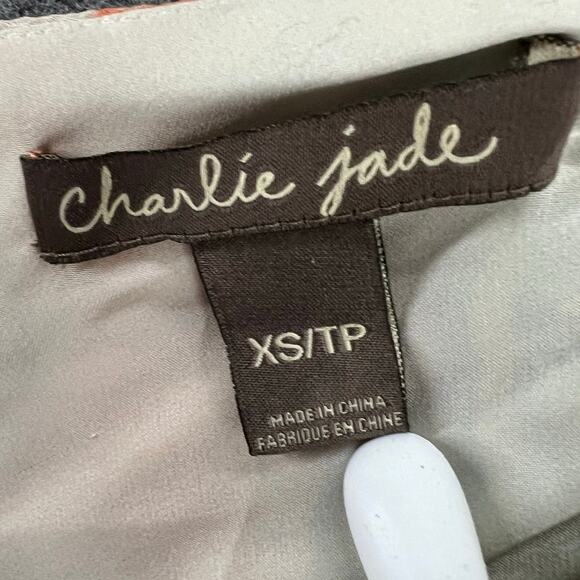 charlie jade
XS/TP
MADE IN CHINA
FABRIQUE EN CHINE